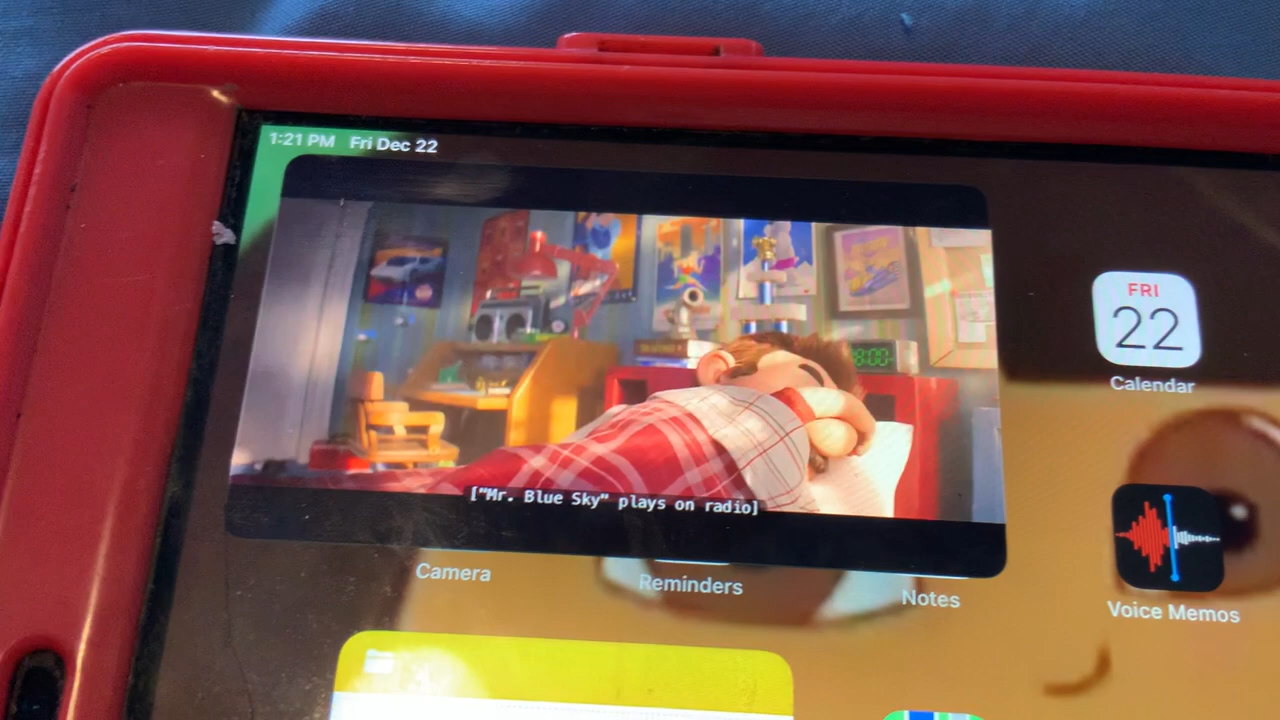 1:21 PM Fri Dec 22
8:00
FRI
22
Calendar
["Mr. Blue Sky" plays on radio]
Camera
Reminders
Notes
Voice Memos